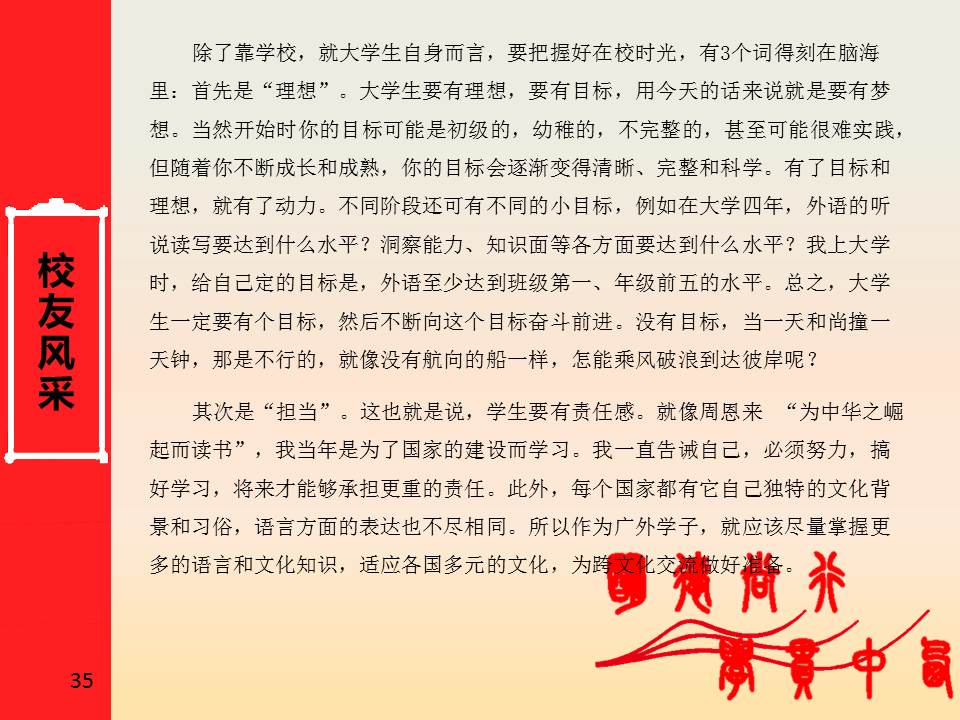 除了靠学校，就大学生自身而言，要把握好在校时光，有3个词得刻在脑海
里：首先是“理想”。大学生要有理想，要有目标，用今天的话来说就是要有梦
想。当然开始时你的目标可能是初级的，幼稚的，不完整的，甚至可能很难实践，
但随着你不断成长和成熟，你的目标会逐渐变得清晰、完整和科学。有了目标和
理想，就有了动力。不同阶段还可有不同的小目标，例如在大学四年，外语的听
说读写要达到什么水平？洞察能力、知识面等各方面要达到什么水平？我上大学
时，给自己定的目标是，外语至少达到班级第一、年级前五的水平。总之，大学
生一定要有个目标，然后不断向这个目标奋斗前进。没有目标，当一天和尚撞一
天钟，那是不行的，就像没有航向的船一样，怎能乘风破浪到达彼岸呢？
其次是“担当”。这也就是说，学生要有责任感。就像周恩来 “为中华之崛
起而读书”，我当年是为了国家的建设而学习。我一直告诫自己，必须努力，搞
好学习，将来才能够承担更重的责任。此外，每个国家都有它自己独特的文化背
景和习俗，语言方面的表达也不尽相同。所以作为广外学子，就应该尽量掌握更
多的语言和文化知识，适应各国多元的文化，为跨文化交流做好准备。
校友风采
明德尚行
學貫中西
35